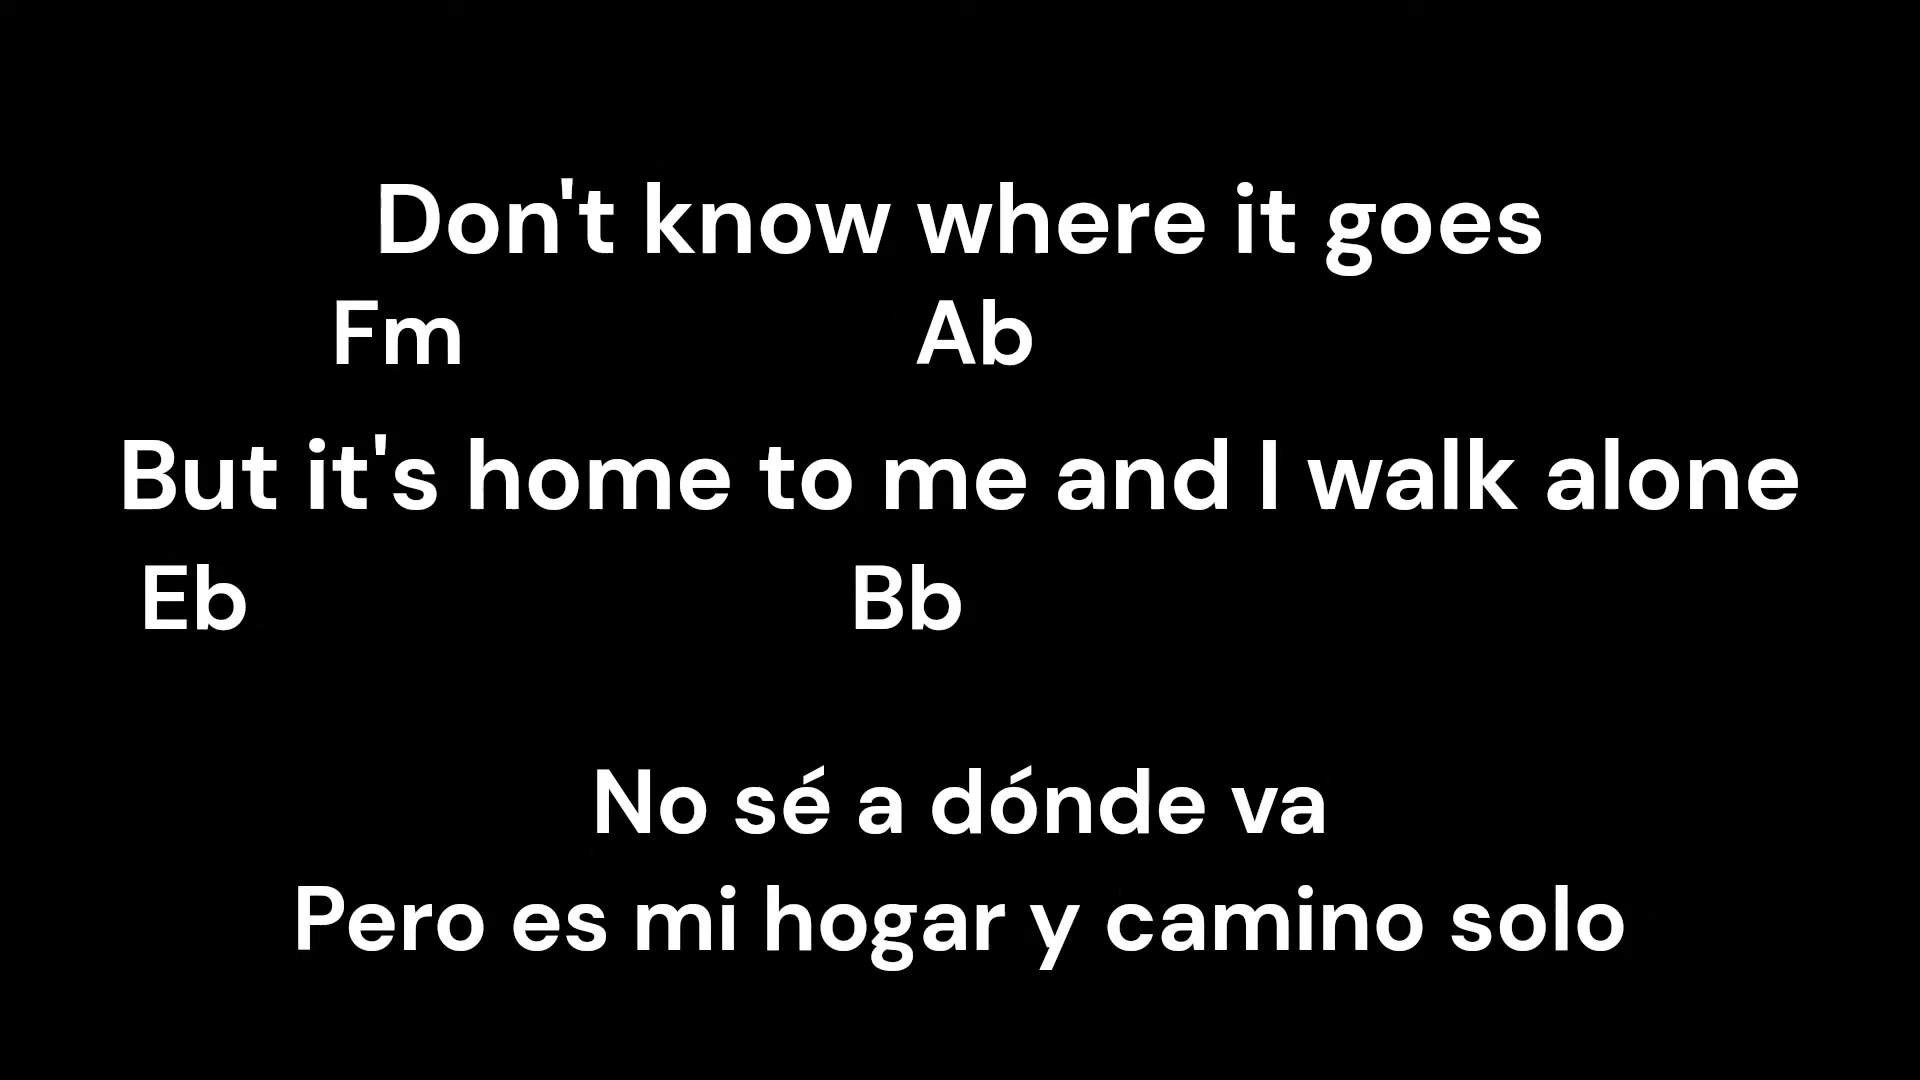 Don't know where it goes
Fm Ab
But it's home to me and I walk alone
Eb Bb
No sé a dónde va
Pero es mi hogar y camino solo